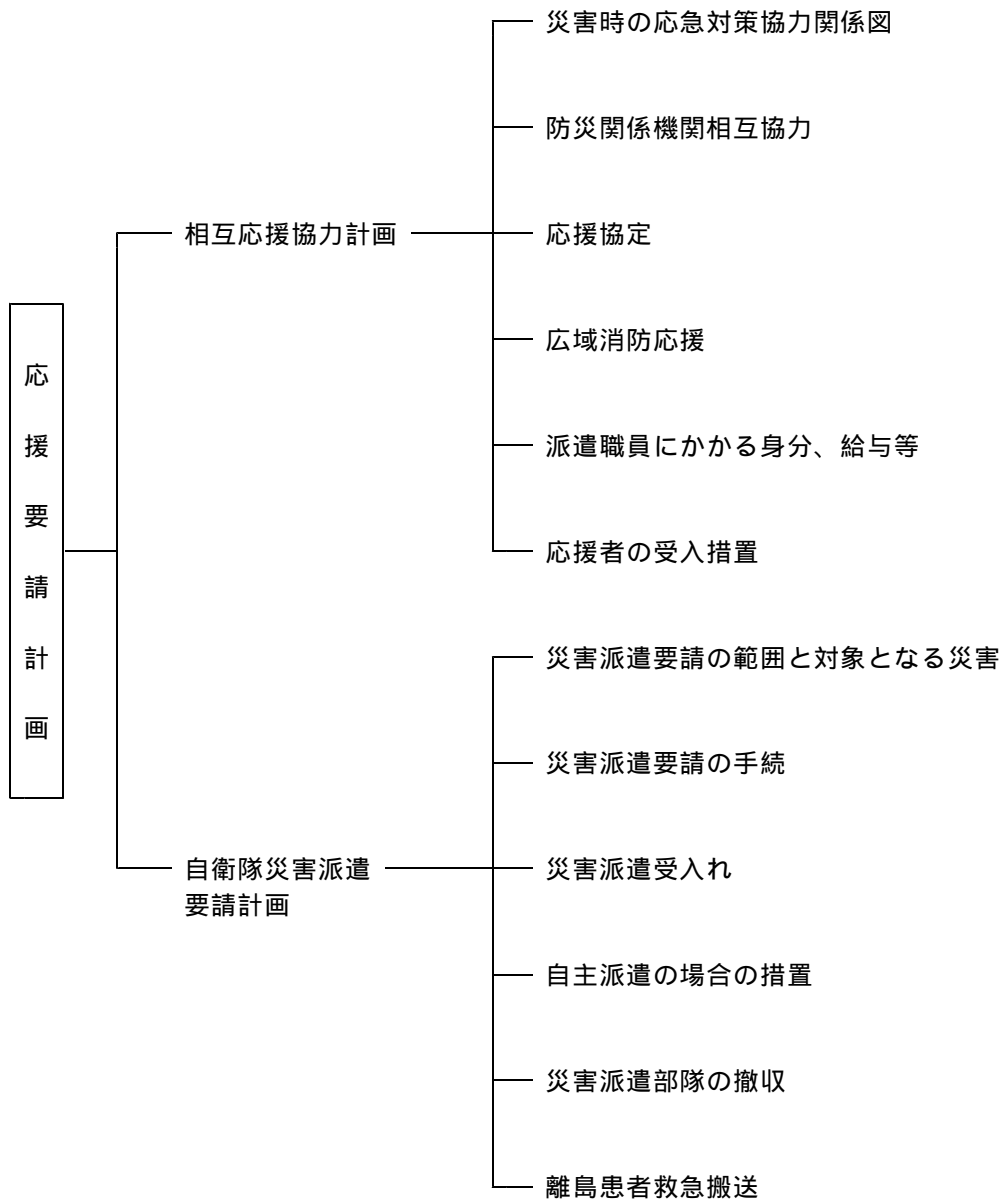 応援要請計画
相互応援協力計画
災害時の応急対策協力関係図
防災関係機関相互協力
応援協定
広域消防応援
派遣職員にかかる身分、給与等
応援者の受入措置
自衛隊災害派遣
要請計画
災害派遣要請の範囲と対象となる災害
災害派遣要請の手続
災害派遣受入れ
自主派遣の場合の措置
災害派遣部隊の撤収
離島患者救急搬送